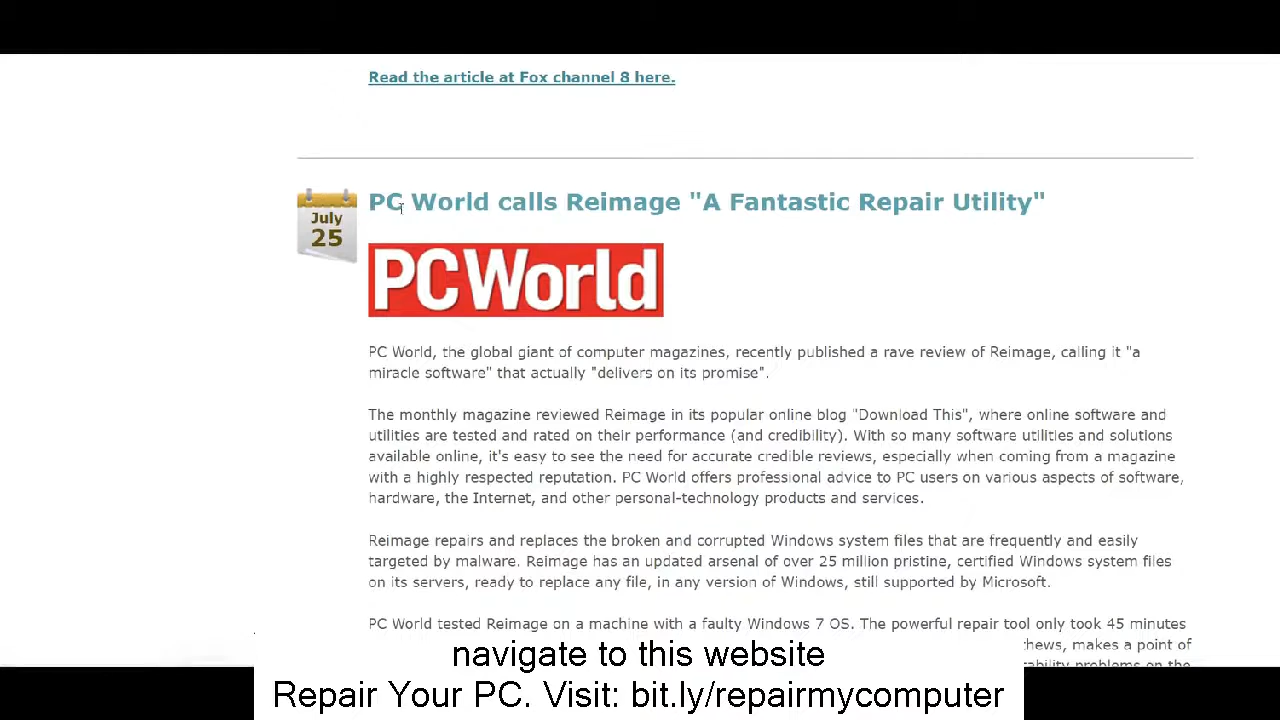 Read the article at Fox channel 8 here.
July
25
PC World calls Reimage "A Fantastic Repair Utility"
PCWorld
PC World, the global giant of computer magazines, recently published a rave review of Reimage, calling it "a
miracle software" that actually "delivers on its promise".
The monthly magazine reviewed Reimage in its popular online blog "Download This", where online software and
utilities are tested and rated on their performance (and credibility). With so many software utilities and solutions
available online, it's easy to see the need for accurate credible reviews, especially when coming from a magazine
with a highly respected reputation. PC World offers professional advice to PC users on various aspects of software,
hardware, the Internet, and other personal-technology products and services.
Reimage repairs and replaces the broken and corrupted Windows system files that are frequently and easily
targeted by malware. Reimage has an updated arsenal of over 25 million pristine, certified Windows system files
on its servers, ready to replace any file, in any version of Windows, still supported by Microsoft.
PC World tested Reimage on a machine with a faulty Windows 7 OS. The powerful repair tool only took 45 minutes
thews, makes a point of
problems on the
navigate to this website
Repair Your PC. Visit: bit.ly/repairmycomputer